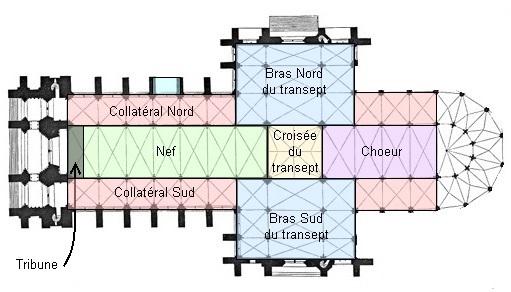 Bras Nord
du transept
Collatéral Nord
Nef
Croisée
du
transept
Choeur
Collatéral Sud
Bras Sud
du transept
Tribune